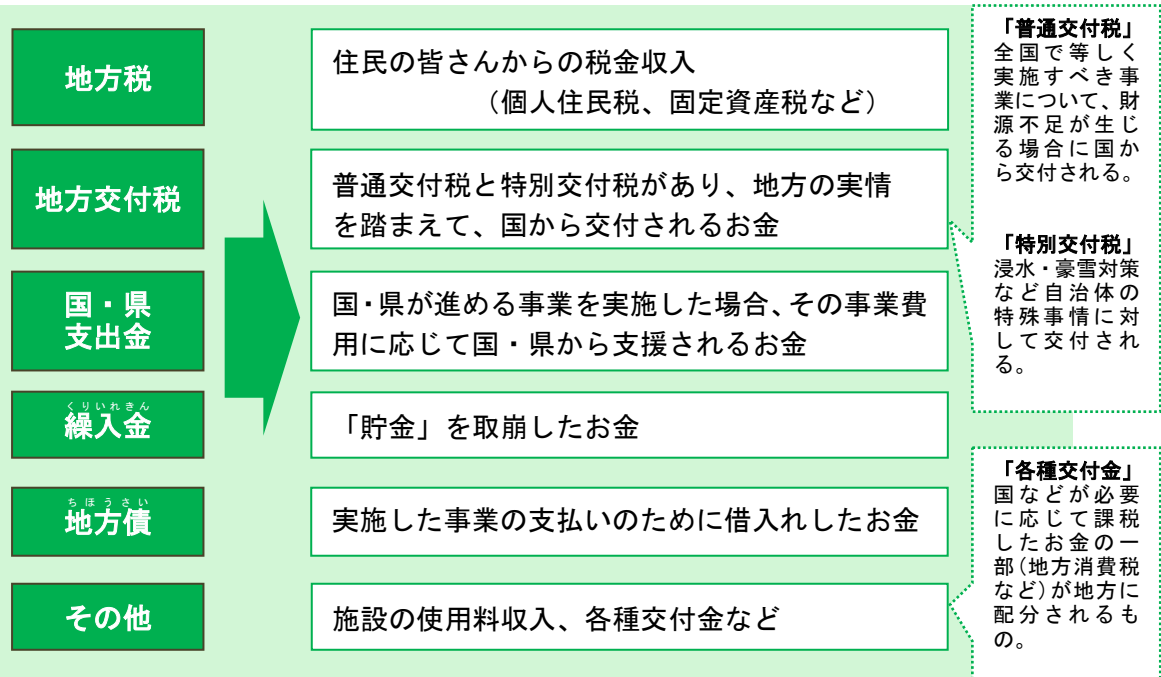 地方税
住民の皆さんからの税金収入
（個人住民税、固定資産税など）
地方交付税
普通交付税と特別交付税があり、地方の実情
を踏まえて、国から交付されるお金
国・県
支出金
国・県が進める事業を実施した場合、その事業費
用に応じて国・県から支援されるお金
くりいれきん
繰入金
「貯金」を取崩したお金
ちほうさい
地方債
実施した事業の支払いのために借入れしたお金
その他
施設の使用料収入、各種交付金など
「普通交付税」
全国で等しく
実施すべき事
業について、財
源不足が生じ
る場合に国か
ら交付される。
「特別交付税」
浸水・豪雪対策
など自治体の
特殊事情に対
して交付され
る。
「各種交付金」
国などが必要
に応じて課税
したお金の一
部(地方消費税
など)が地方に
配分されるも
の。